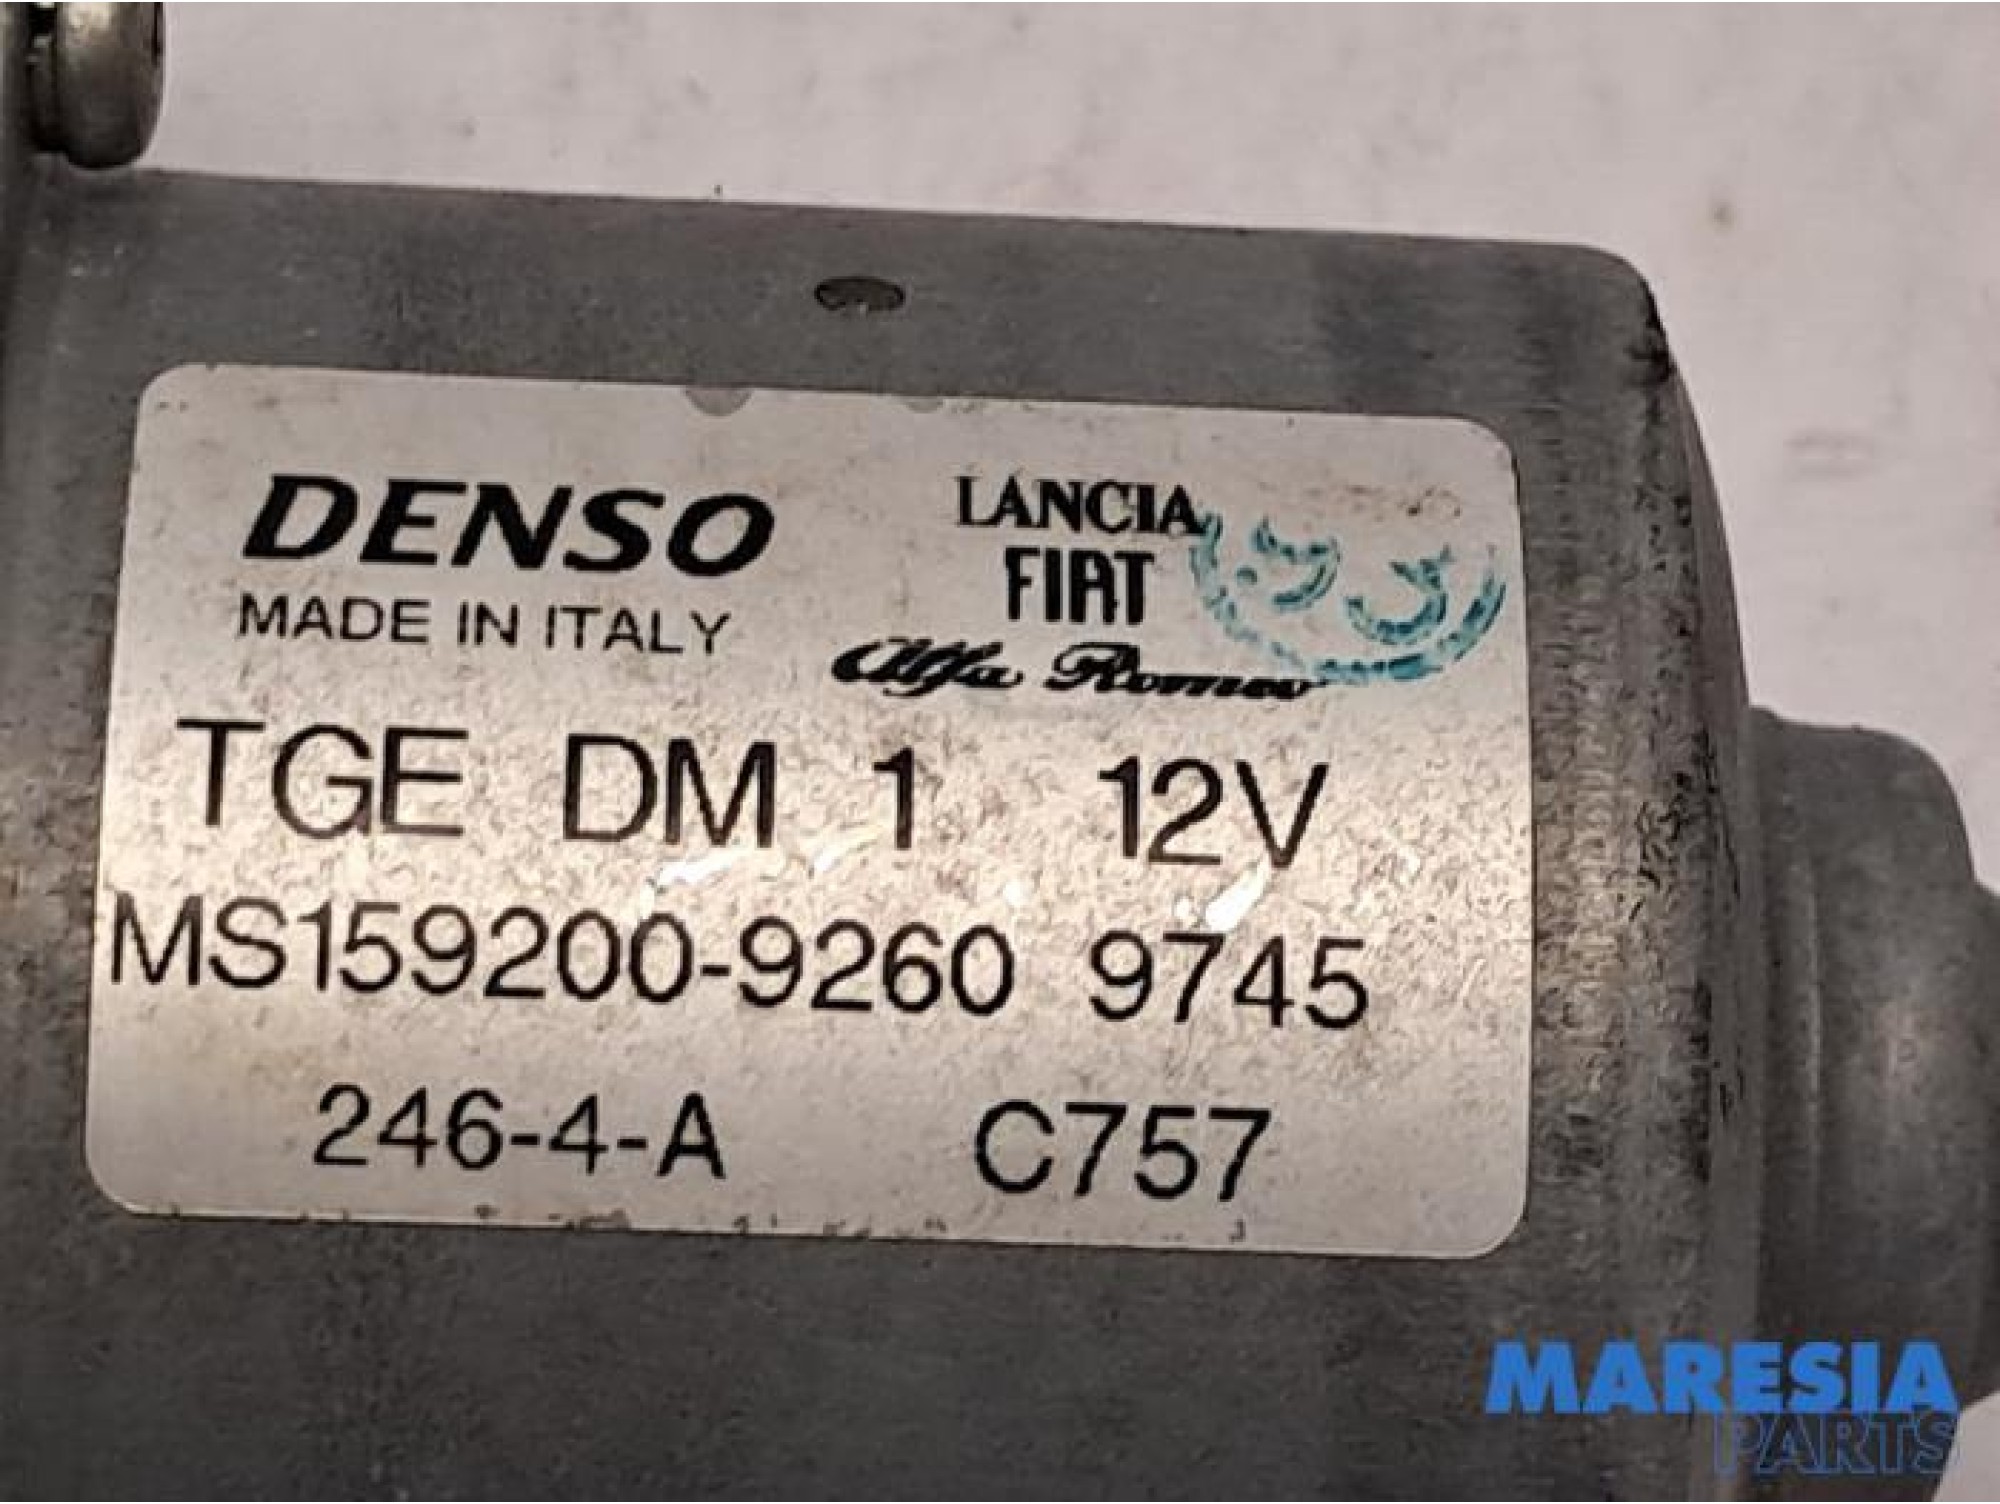 DENSO
MADE IN ITALY
LANCIA
FIAT
Alfa Romeo
TGE DM 1 12V
MS159200-9260 9745
246-4-A C757
MARESIA
PARTS